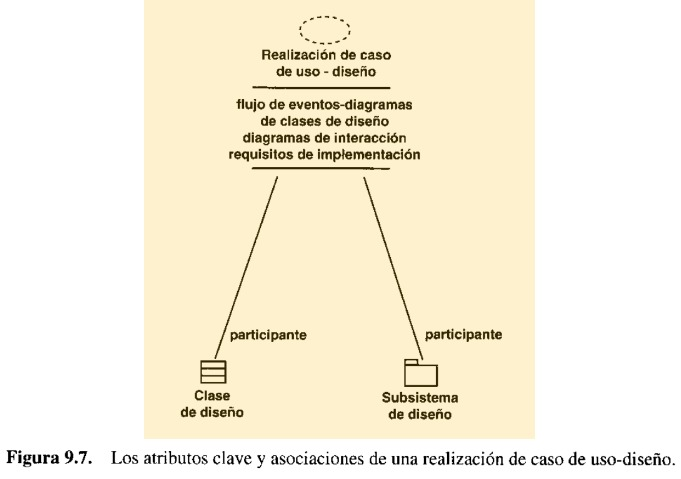 Realización de caso
de uso - diseño
flujo de eventos-diagramas
de clases de diseño
diagramas de interacción
requisitos de implementación
participante
participante
Clase
de diseño
Subsistema
de diseño
Figura 9.7. Los atributos clave y asociaciones de una realización de caso de uso-diseño.